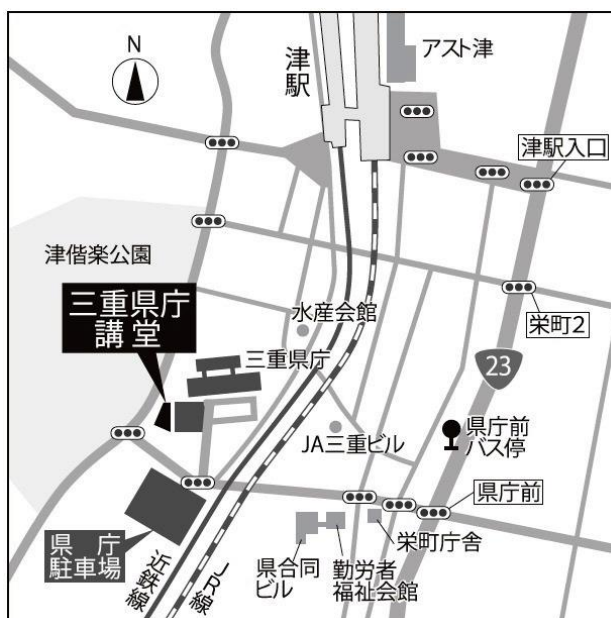 N
津駅
アスト津
津駅入口
津偕楽公園
三重県庁
講堂
水産会館
栄町2
三重県庁
23
JA三重ビル
県庁前
バス停
県庁前
県庁
駐車場
近鉄線
JR線
県合同
ビル
勤労者
福祉会館
栄町庁舎